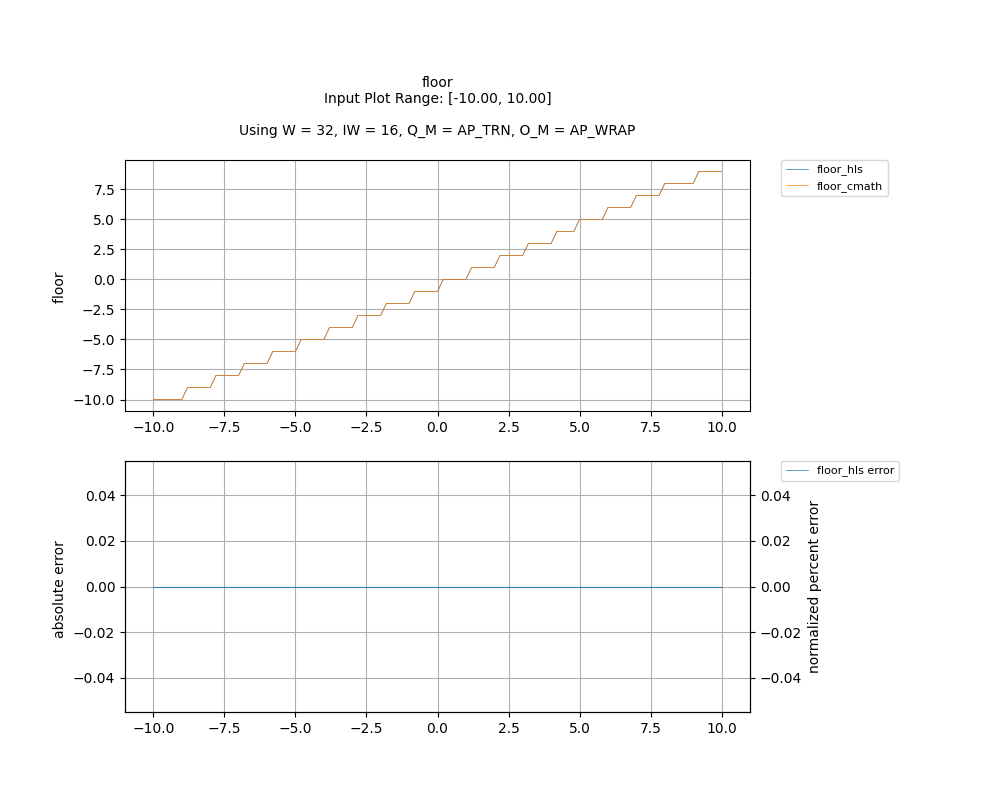 floor
Input Plot Range: [-10.00, 10.00]
Using W = 32, IW = 16, Q_M = AP_TRN, O_M = AP_WRAP
floor_hls
floor_cmath
floor
7.5
5.0
2.5
0.0
−2.5
−5.0
−7.5
−10.0
−10.0 −7.5 −5.0 −2.5 0.0 2.5 5.0 7.5 10.0
floor_hls error
absolute error
0.04
0.02
0.00
−0.02
−0.04
0.04
0.02
0.00
−0.02
−0.04
normalized percent error
−10.0 −7.5 −5.0 −2.5 0.0 2.5 5.0 7.5 10.0